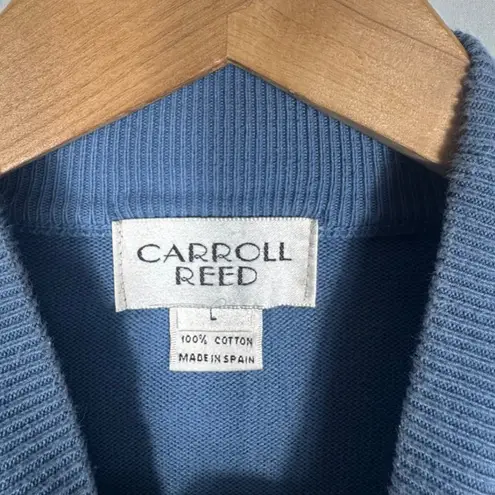 CARROLL
REED
L
100% COTTON
MADE IN SPAIN